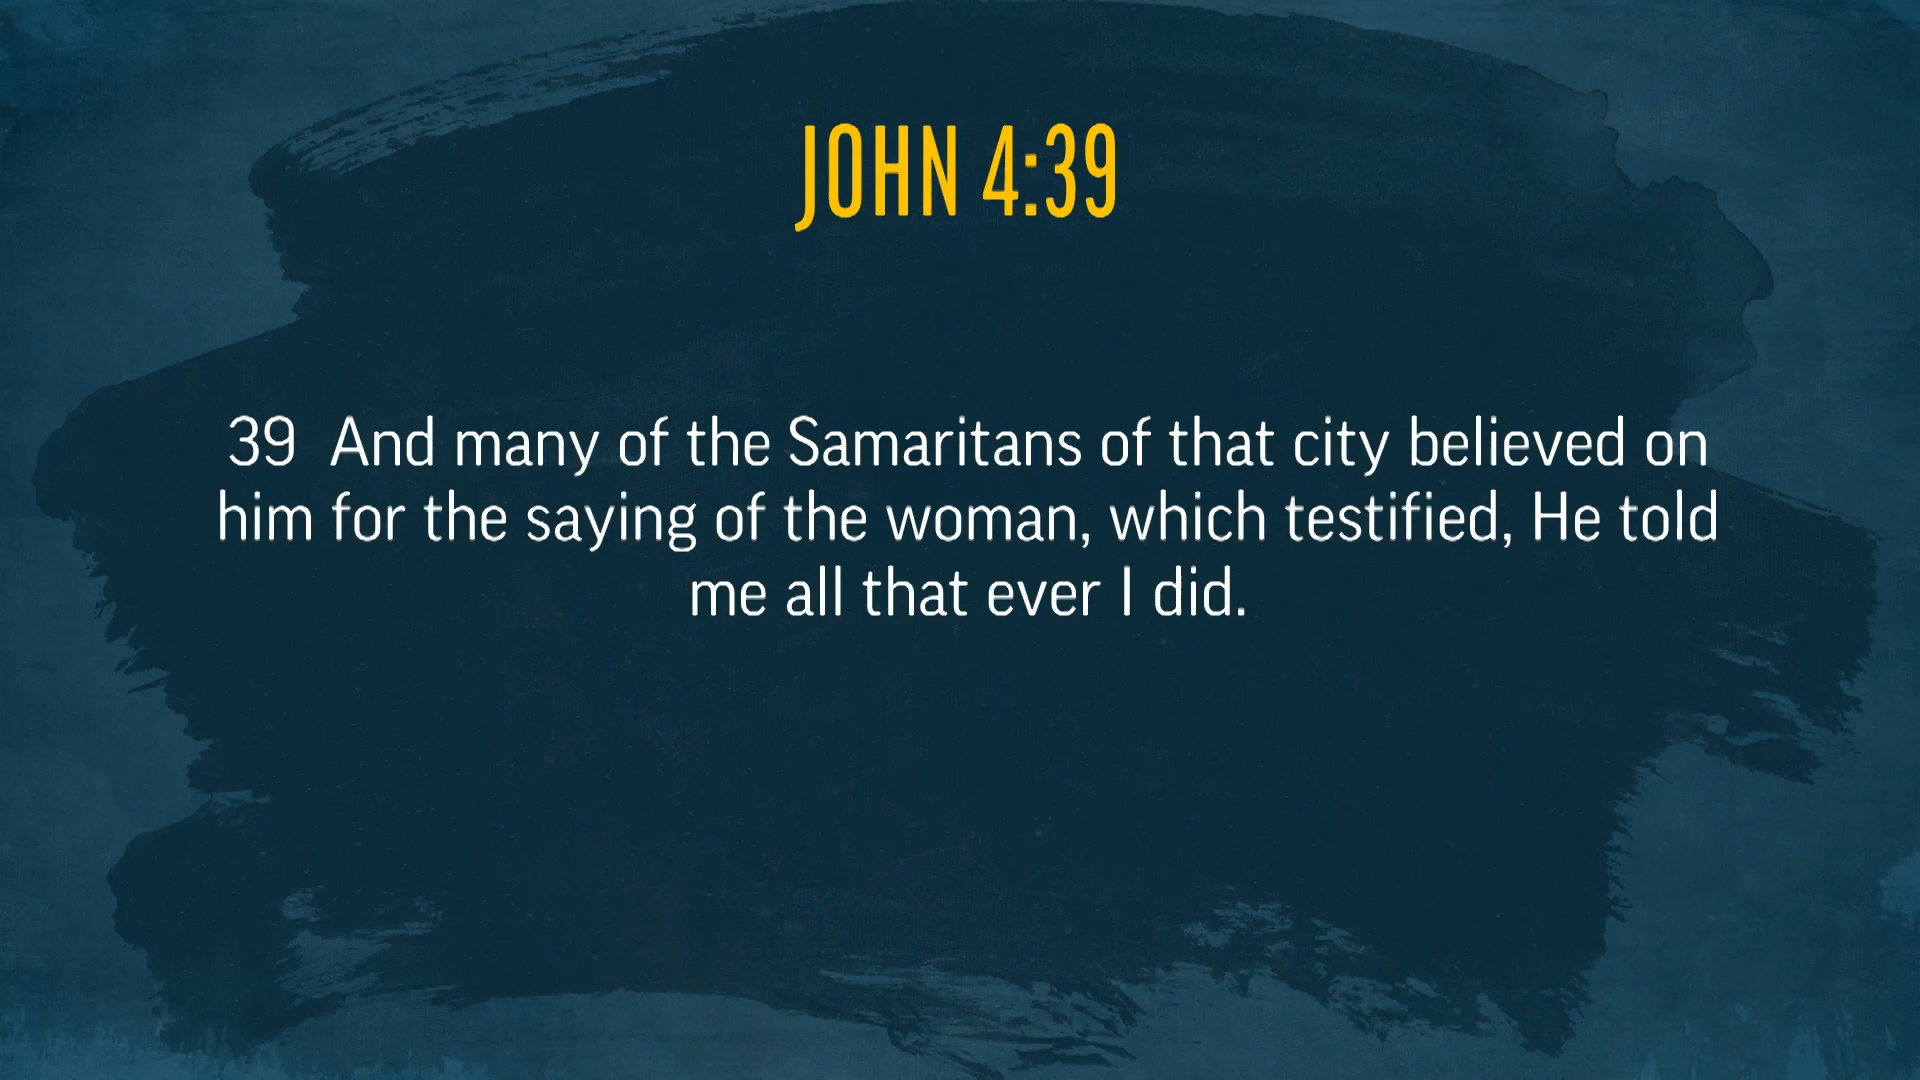 JOHN 4:39
39 And many of the Samaritans of that city believed on
him for the saying of the woman, which testified, He told
me all that ever I did.